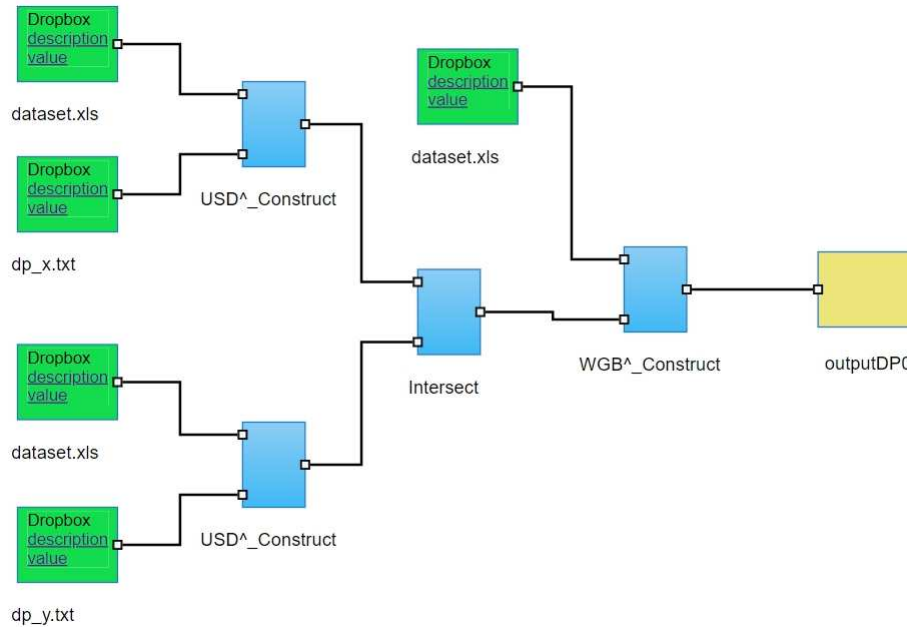 Dropbox
description
value
dataset.xls
Dropbox
description
value
dp_x.txt
USD^_Construct
Dropbox
description
value
dataset.xls
Intersect
WGB^_Construct
outputDP0
Dropbox
description
value
dataset.xls
Dropbox
description
value
dp_y.txt
USD^_Construct